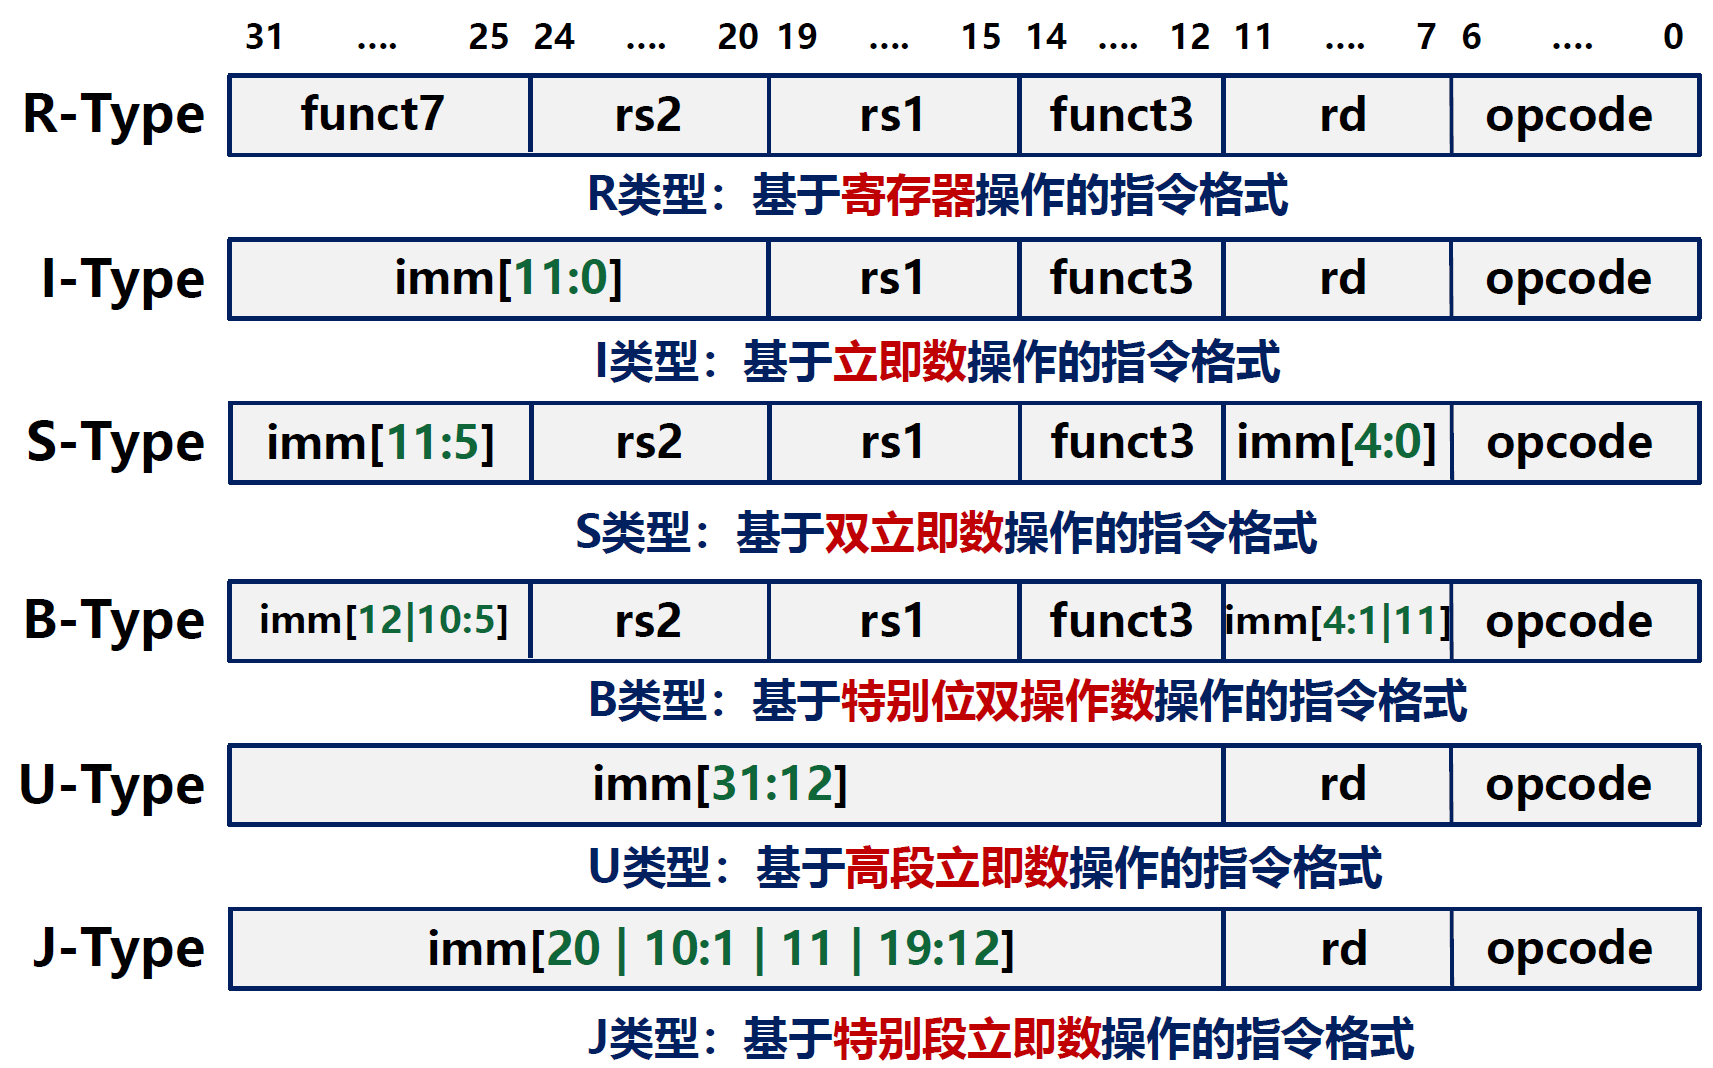 31 .... 25 24 .... 20 19 .... 15 14 .... 12 11 .... 7 6 .... 0
R-Type funct7 rs2 rs1 funct3 rd opcode
R类型：基于寄存器操作的指令格式
I-Type imm[11:0] rs1 funct3 rd opcode
I类型：基于立即数操作的指令格式
S-Type imm[11:5] rs2 rs1 funct3 imm[4:0] opcode
S类型：基于双立即数操作的指令格式
B-Type imm[12|10:5] rs2 rs1 funct3 imm[4:1|11] opcode
B类型：基于特别位双操作数操作的指令格式
U-Type imm[31:12] rd opcode
U类型：基于高段立即数操作的指令格式
J-Type imm[20 | 10:1 | 11 | 19:12] rd opcode
J类型：基于特别段立即数操作的指令格式